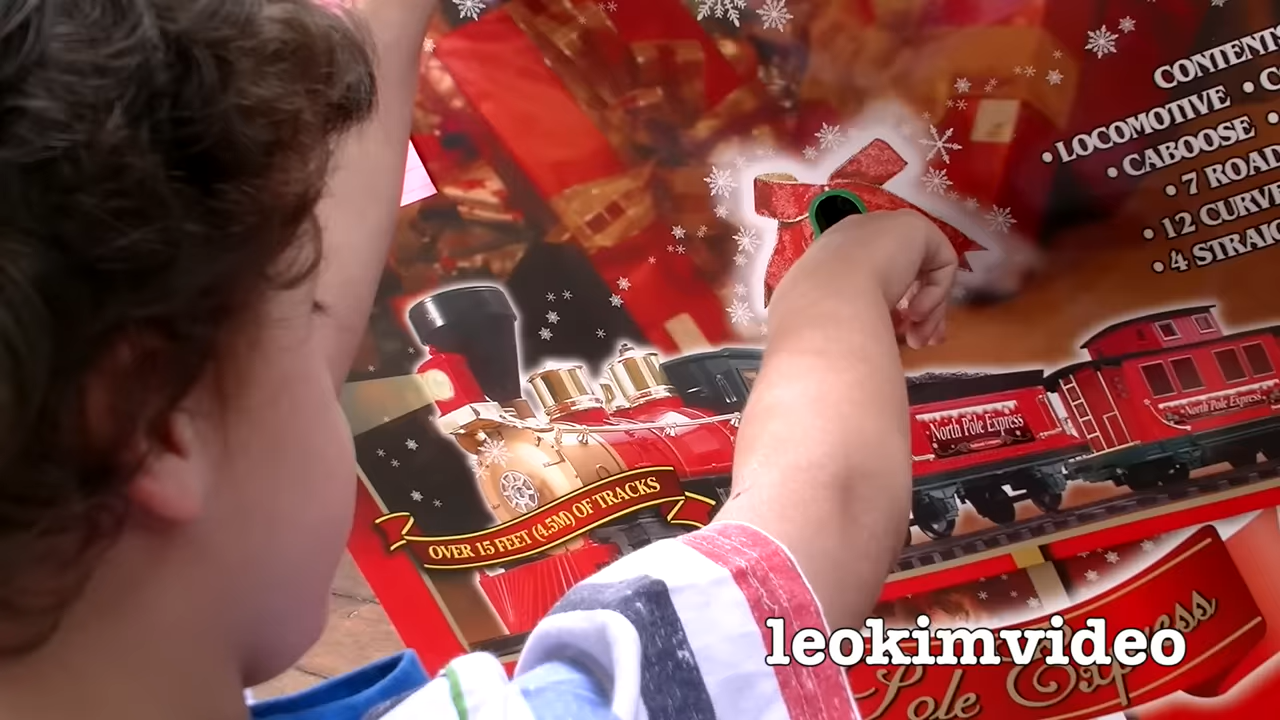 CONTENTS
• LOCOMOTIVE •
• CABOOSE •
• 7 ROAD
• 12 CURVE
• 4 STRAIG
North Pole Express
North Pole Express
OVER 15 FEET (4.5M) OF TRACKS
leokimvideo
Pole Express